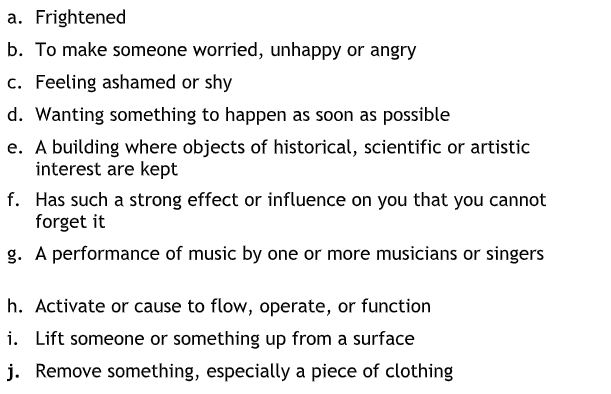 a. Frightened
b. To make someone worried, unhappy or angry
c. Feeling ashamed or shy
d. Wanting something to happen as soon as possible
e. A building where objects of historical, scientific or artistic
interest are kept
f. Has such a strong effect or influence on you that you cannot
forget it
g. A performance of music by one or more musicians or singers
h. Activate or cause to flow, operate, or function
i. Lift someone or something up from a surface
j. Remove something, especially a piece of clothing